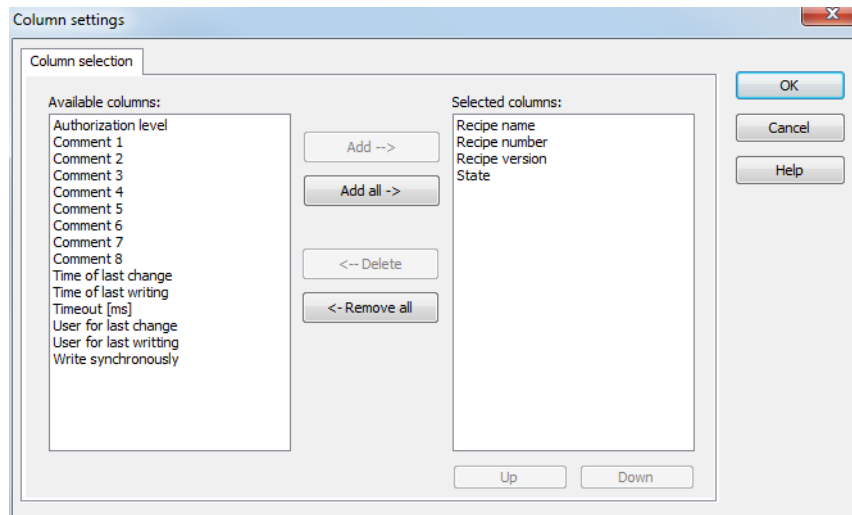 Column settings
Column selection
Available columns:
Authorization level
Comment 1
Comment 2
Comment 3
Comment 4
Comment 5
Comment 6
Comment 7
Comment 8
Time of last change
Time of last writing
Timeout [ms]
User for last change
User for last writting
Write synchronously
Add -->
Add all ->
<-- Delete
<- Remove all
Selected columns:
Recipe name
Recipe number
Recipe version
State
Up
Down
OK
Cancel
Help